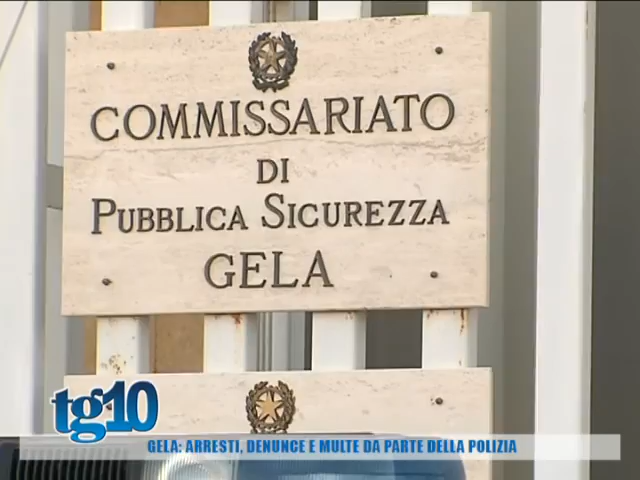 COMMISSARIATO
DI
PUBBLICA SICUREZZA
GELA
tg10
GELA: ARRESTI, DENUNCE E MULTE DA PARTE DELLA POLIZIA